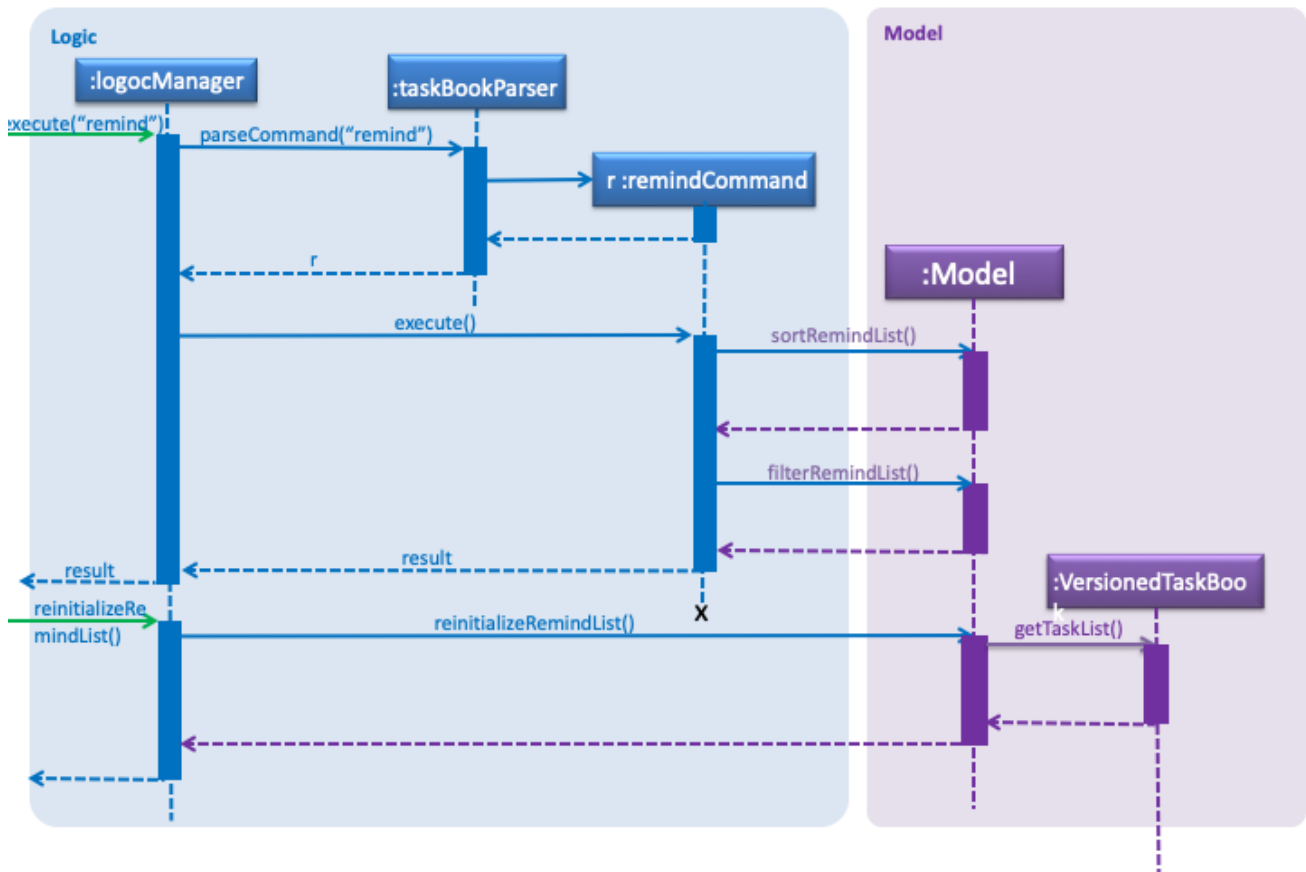 Logic
Model
:logocManager
:taskBookParser
execute(“remind”)
parseCommand(“remind”)
r :remindCommand
r
:Model
execute()
sortRemindList()
filterRemindList()
result
result
:VersionedTaskBoo
k
reinitializeRe
mindList()
X
reinitializeRemindList()
getTaskList()